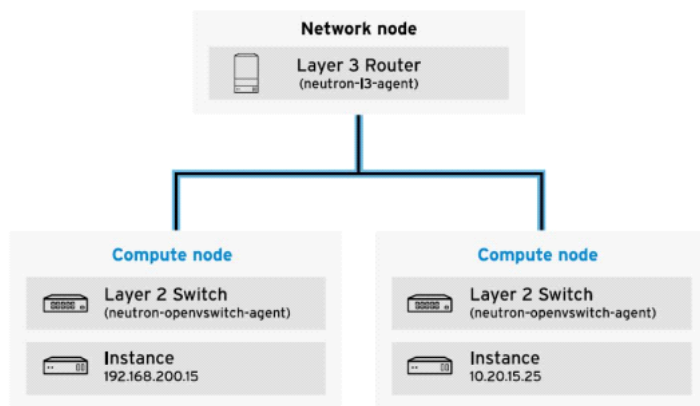 Network node
Layer 3 Router
(neutron-l3-agent)
Compute node
Layer 2 Switch
(neutron-openvswitch-agent)
Instance
192.168.200.15
Compute node
Layer 2 Switch
(neutron-openvswitch-agent)
Instance
10.20.15.25